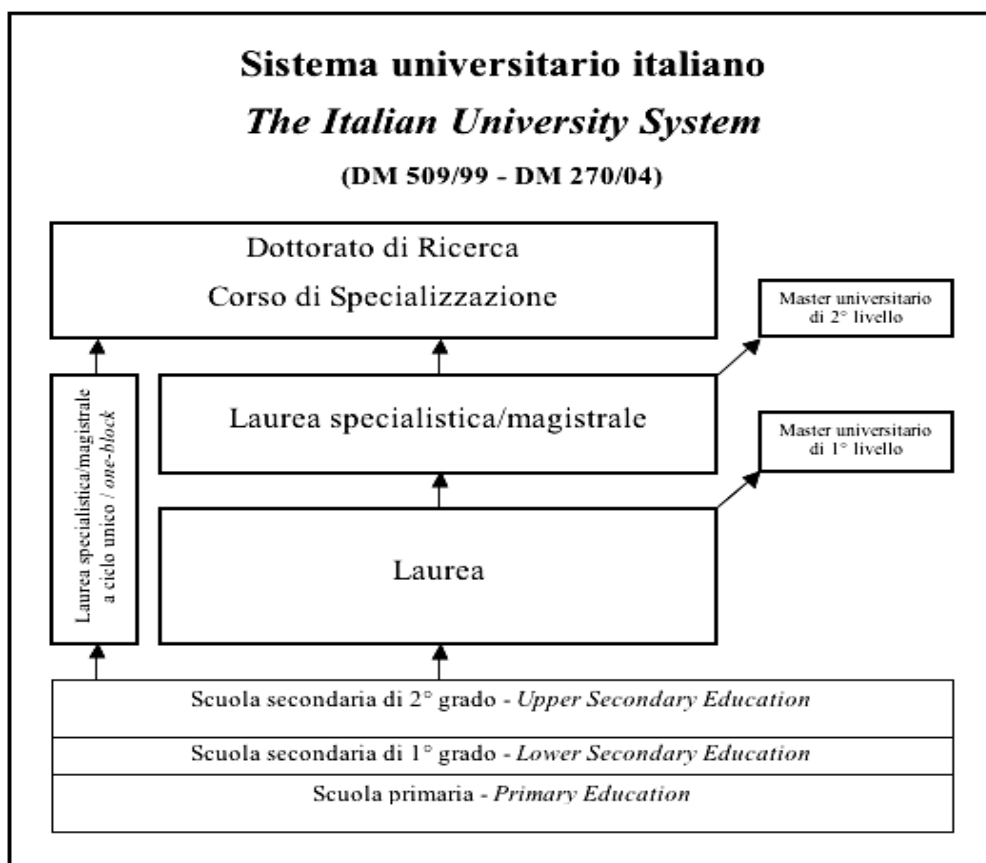 Sistema universitario italiano
The Italian University System
(DM 509/99 - DM 270/04)
Dottorato di Ricerca
Corso di Specializzazione
Master universitario
di 2° livello
Laurea specialistica/magistrale
a ciclo unico / one-block
Laurea specialistica/magistrale
Master universitario
di 1° livello
Laurea
Scuola secondaria di 2° grado - Upper Secondary Education
Scuola secondaria di 1° grado - Lower Secondary Education
Scuola primaria - Primary Education